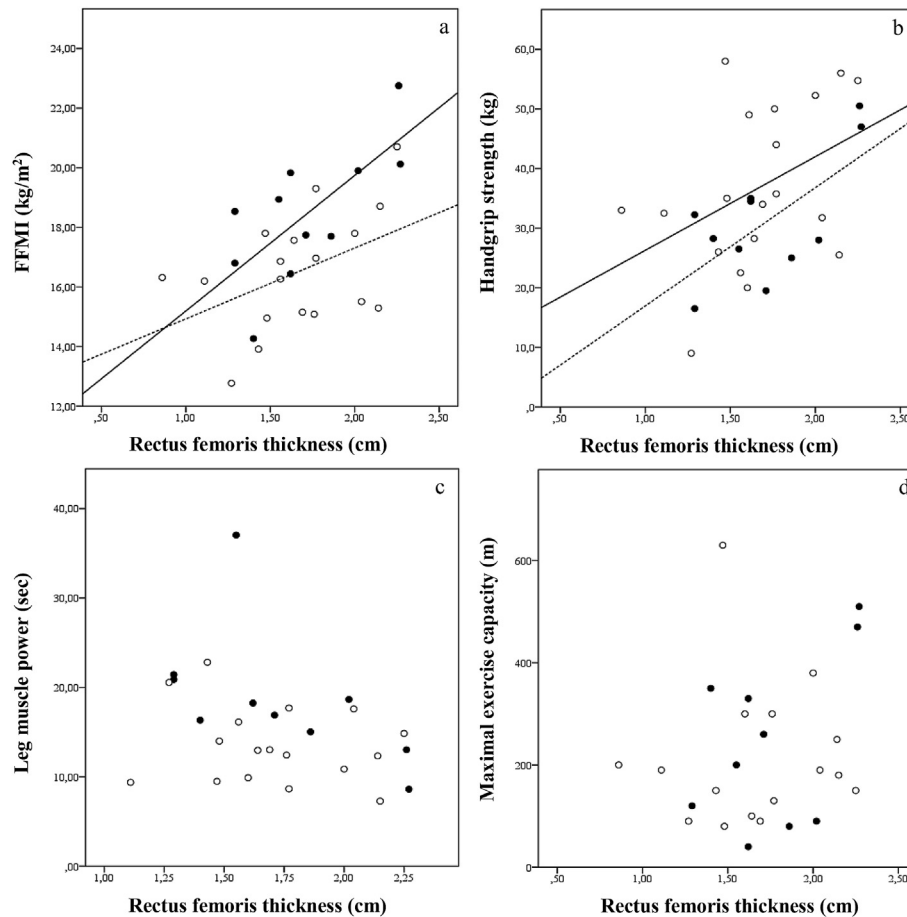 a
24,00
22,00
20,00
18,00
16,00
14,00
12,00
FFMI (kg/m²)
,50 1,00 1,50 2,00 2,50
Rectus femoris thickness (cm)
b
60,0
50,0
40,0
30,0
20,0
10,0
,0
Handgrip strength (kg)
,50 1,00 1,50 2,00 2,50
Rectus femoris thickness (cm)
c
40,00
30,00
20,00
10,00
,00
Leg muscle power (sec)
1,00 1,25 1,50 1,75 2,00 2,25
Rectus femoris thickness (cm)
d
600
400
200
0
Maximal exercise capacity (m)
,50 1,00 1,50 2,00 2,50
Rectus femoris thickness (cm)